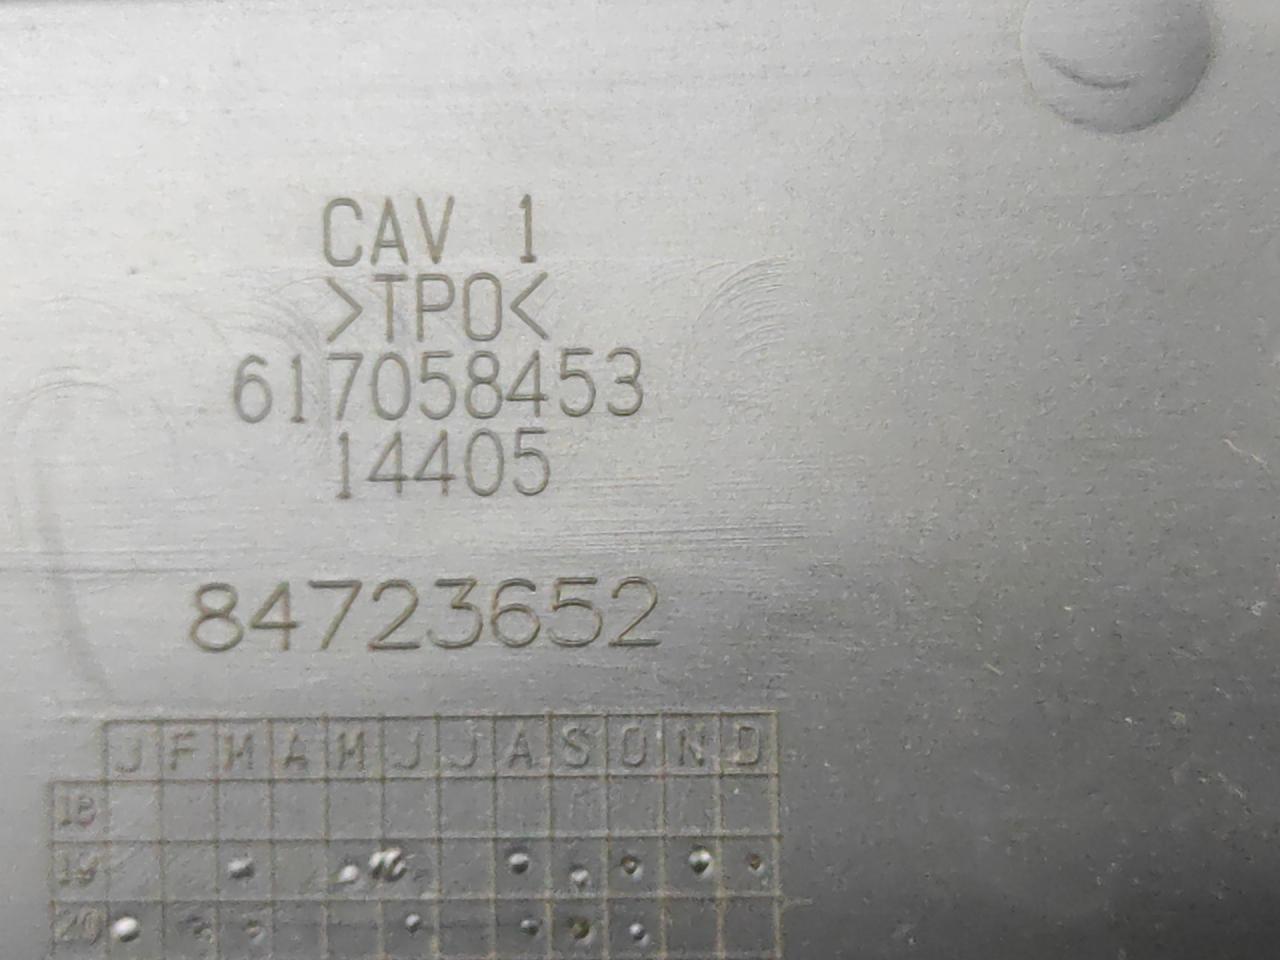 CAV 1
>TPO<
617058453
14405
84723652
J F M A M J J A S O N D
18
19
20